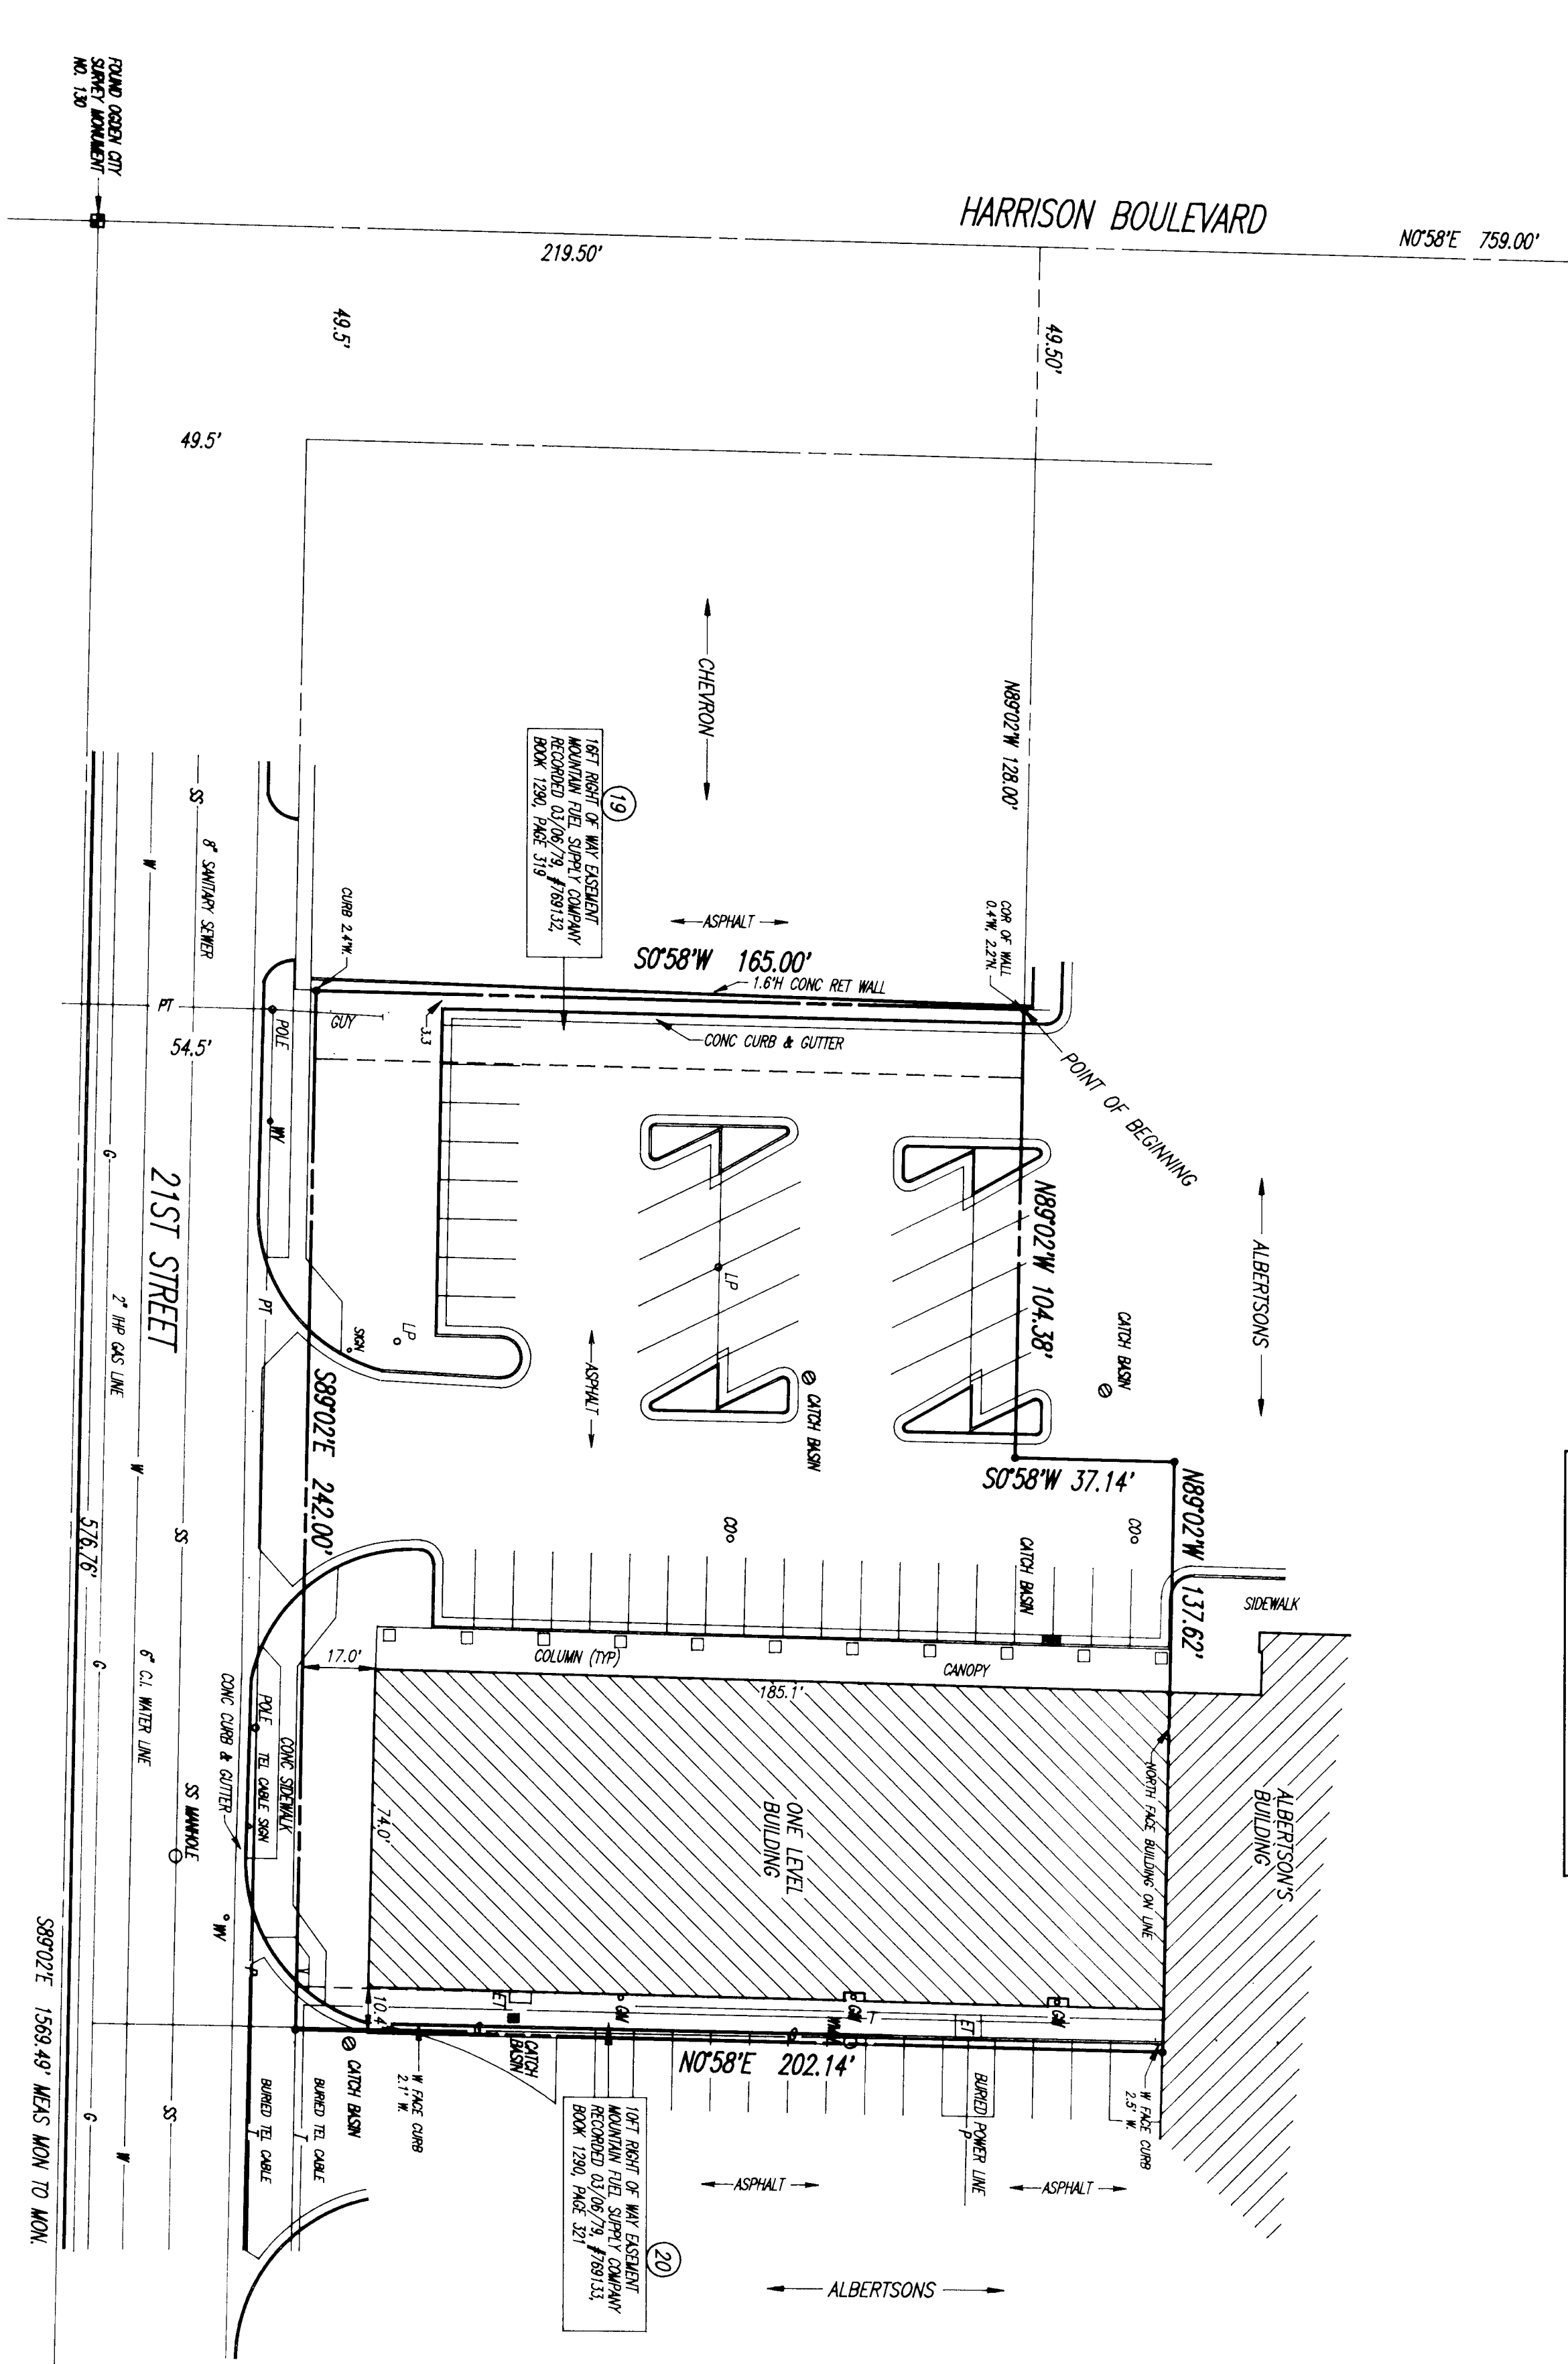 FOUND OGDEN CITY
SURVEY MONUMENT
NO. 130
HARRISON BOULEVARD
N0°58'E 759.00'
219.50'
49.5'
49.50'
49.5'
CHEVRON
N89°02'W 128.00'
19
16FT RIGHT OF WAY EASEMENT
MOUNTAIN FUEL SUPPLY COMPANY
RECORDED 03/06/79, #769132,
BOOK 1290, PAGE 319
SS
8" SANITARY SEWER
W
CURB 2.4'W.
ASPHALT
S0°58'W 165.00'
1.6'H CONC RET WALL
COR OF WALL
0.4'W, 2.2'N.
PT
POLE
GUY
3.3
CONC CURB & GUTTER
54.5'
POINT OF BEGINNING
WV
G
21ST STREET
2" IHP GAS LINE
PT
SIGN
LP
LP
ASPHALT
N89°02'W 104.38'
CATCH BASIN
CATCH BASIN
ALBERTSONS
S89°02'E 242.00'
S0°58'W 37.14'
N89°02'W 137.62'
CO
CO
CATCH BASIN
SIDEWALK
W
SS
576.76'
G
6" C.I. WATER LINE
17.0'
COLUMN (TYP)
CANOPY
185.1'
CONC CURB & GUTTER
POLE
TEL CABLE SIGN
CONC SIDEWALK
SS MANHOLE
WV
74.0'
ONE LEVEL
BUILDING
NORTH FACE BUILDING ON LINE
ALBERTSON'S
BUILDING
S89°02'E 1569.49' MEAS MON TO MON.
10.4'
ET
GM
GM
GM
T
ET
CATCH
BASIN
N0°58'E 202.14'
W FACE CURB
2.1' W.
W FACE CURB
2.5' W.
CATCH BASIN
BURIED TEL CABLE
T
BURIED TEL CABLE
T
P
BURIED POWER LINE
P
SS
G
W
20
10FT RIGHT OF WAY EASEMENT
MOUNTAIN FUEL SUPPLY COMPANY
RECORDED 03/06/79, #769133,
BOOK 1290, PAGE 321
ASPHALT
ASPHALT
ALBERTSONS